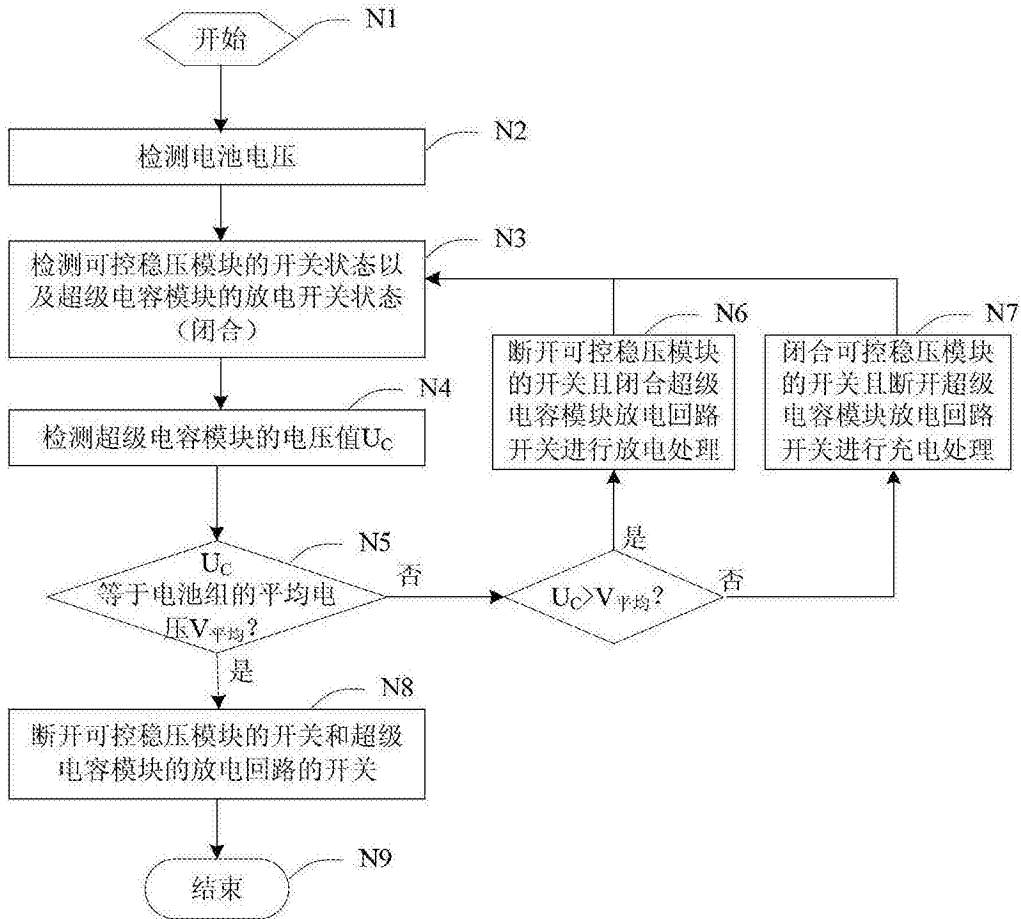 开始
N1
N2
检测电池电压
N3
检测可控稳压模块的开关状态以
及超级电容模块的放电开关状态
（闭合）
N4
检测超级电容模块的电压值UC
N5
UC
等于电池组的平均电
压V平均？
否
是
UC>V平均？
是
否
N6
断开可控稳压模块
的开关且闭合超级
电容模块放电回路
开关进行放电处理
N7
闭合可控稳压模块
的开关且断开超级
电容模块放电回路
开关进行充电处理
N8
断开可控稳压模块的开关和超级
电容模块的放电回路的开关
N9
结束